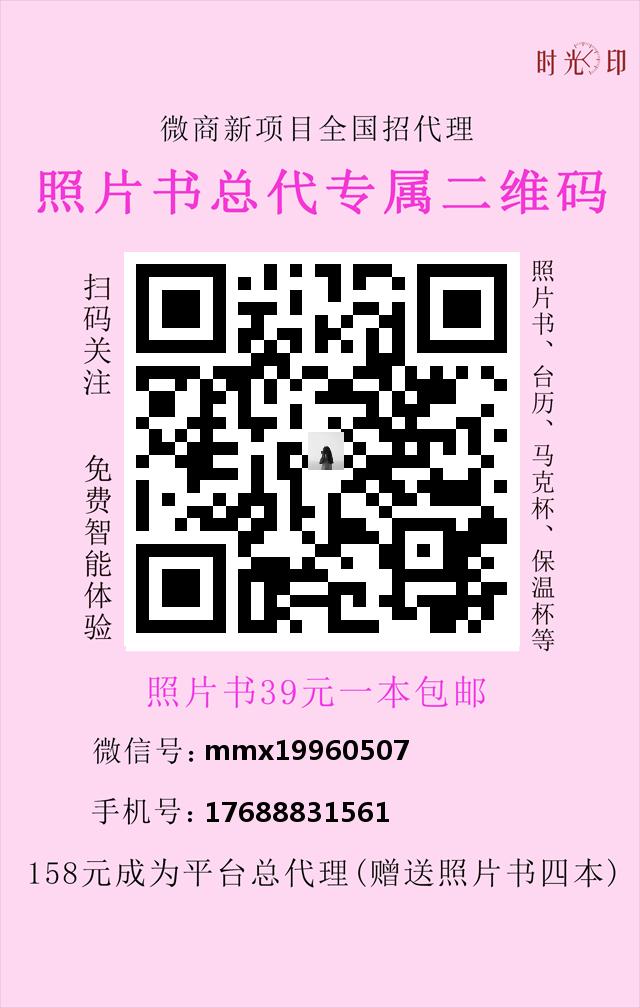 时光印
微商新项目全国招代理
照片书总代专属二维码
扫码关注 免费智能体验
照片书、台历、马克杯、保温杯等
照片书39元一本包邮
微信号:mmx19960507
手机号:17688831561
158元成为平台总代理(赠送照片书四本)